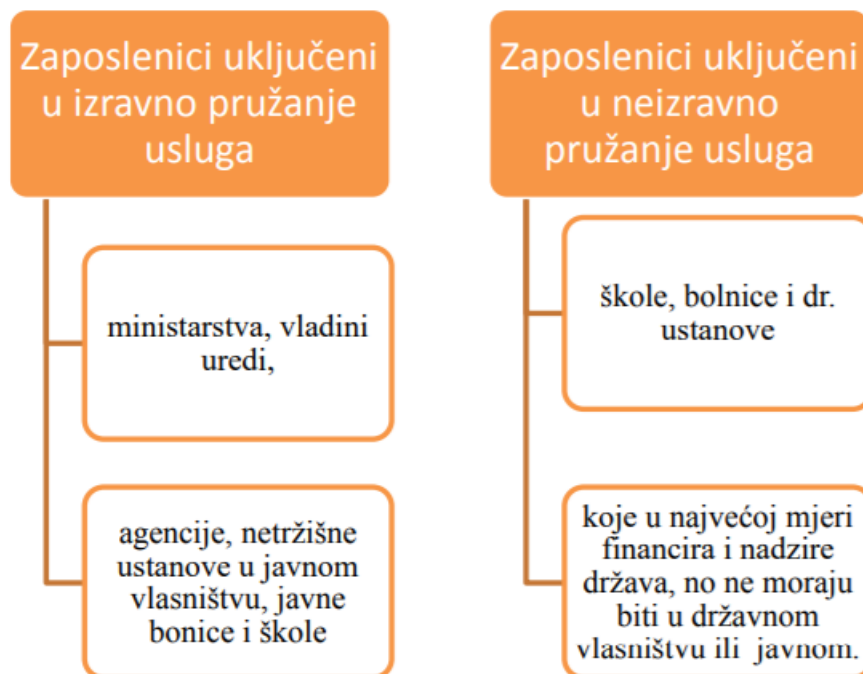 Zaposlenici uključeni
u izravno pružanje
usluga
ministarstva, vladini
uredi,
agencije, netržišne
ustanove u javnom
vlasništvu, javne
bonice i škole
Zaposlenici uključeni
u neizravno
pružanje usluga
škole, bolnice i dr.
ustanove
koje u najvećoj mjeri
financira i nadzire
država, no ne moraju
biti u državnom
vlasništvu ili javnom.